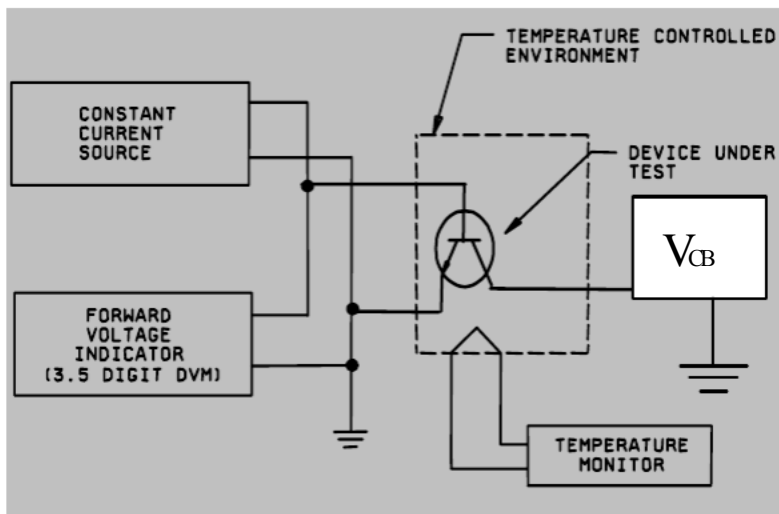 TEMPERATURE CONTROLLED
ENVIRONMENT
CONSTANT
CURRENT
SOURCE
DEVICE UNDER
TEST
VCB
FORWARD
VOLTAGE
INDICATOR
(3.5 DIGIT DVM)
TEMPERATURE
MONITOR